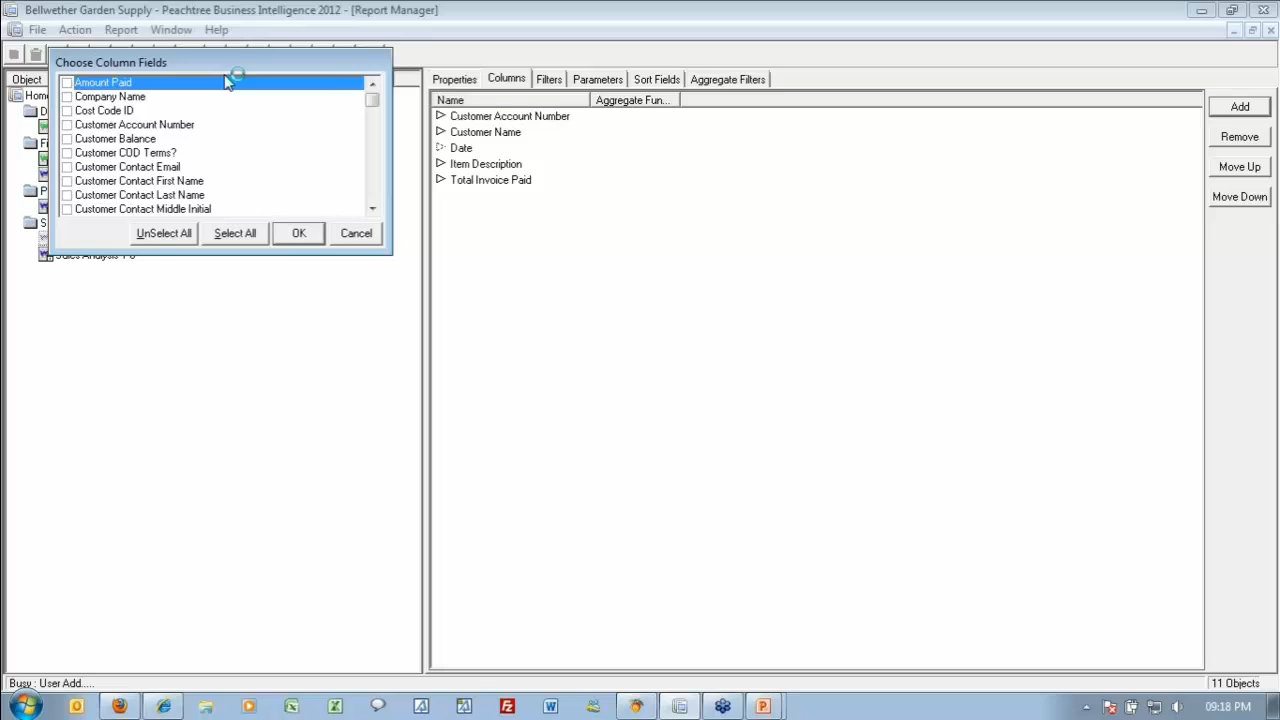 Bellwether Garden Supply - Peachtree Business Intelligence 2012 - [Report Manager]
File Action Report Window Help
Choose Column Fields
Amount Paid
Company Name
Cost Code ID
Customer Account Number
Customer Balance
Customer COD Terms?
Customer Contact Email
Customer Contact First Name
Customer Contact Last Name
Customer Contact Middle Initial
UnSelect All Select All OK Cancel
Object
Properties Columns Filters Parameters Sort Fields Aggregate Filters
Name Aggregate Fun...
Customer Account Number
Customer Name
Date
Item Description
Total Invoice Paid
Add
Remove
Move Up
Move Down
Busy : User Add.....
11 Objects
09:18 PM